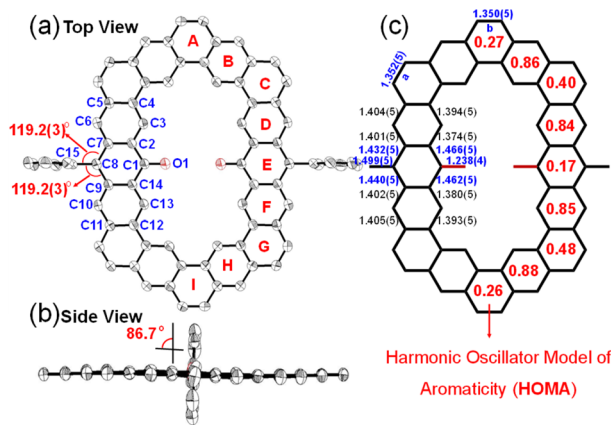 (a) Top View
A
B
C
D
E
F
G
H
I
C5 C4
C6 C3
119.2(3)°
C7 C2
C15
C8 C1 O1
119.2(3)°
C9 C14
C10 C13
C11 C12
(b) Side View
86.7°
(c)
1.350(5)
b
0.27
0.86
1.352(5)
a
0.40
1.404(5) 1.394(5)
0.84
1.401(5) 1.374(5)
1.432(5) 1.466(5)
1.499(5) 1.238(4)
0.17
1.440(5) 1.462(5)
1.402(5) 1.380(5)
0.85
1.405(5) 1.393(5)
0.48
0.88
0.26
Harmonic Oscillator Model of
Aromaticity (HOMA)